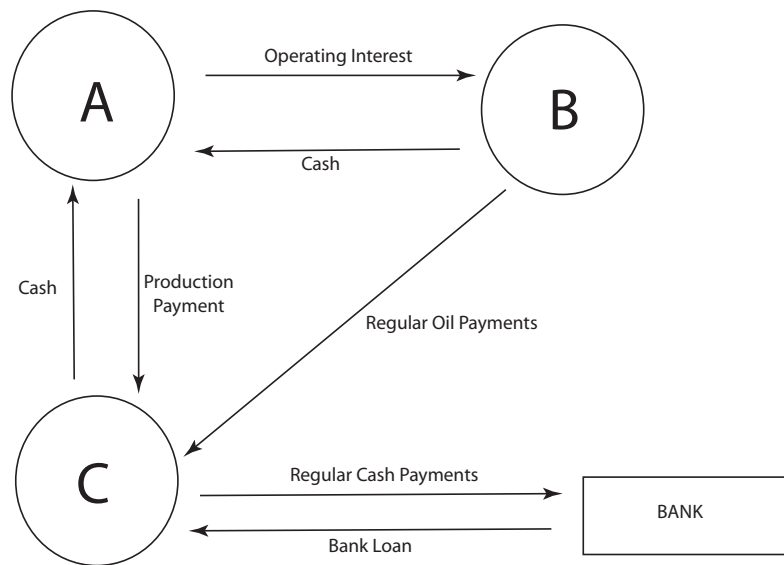 Operating Interest
A
B
Cash
Cash
Production
Payment
Regular Oil Payments
C
Regular Cash Payments
BANK
Bank Loan